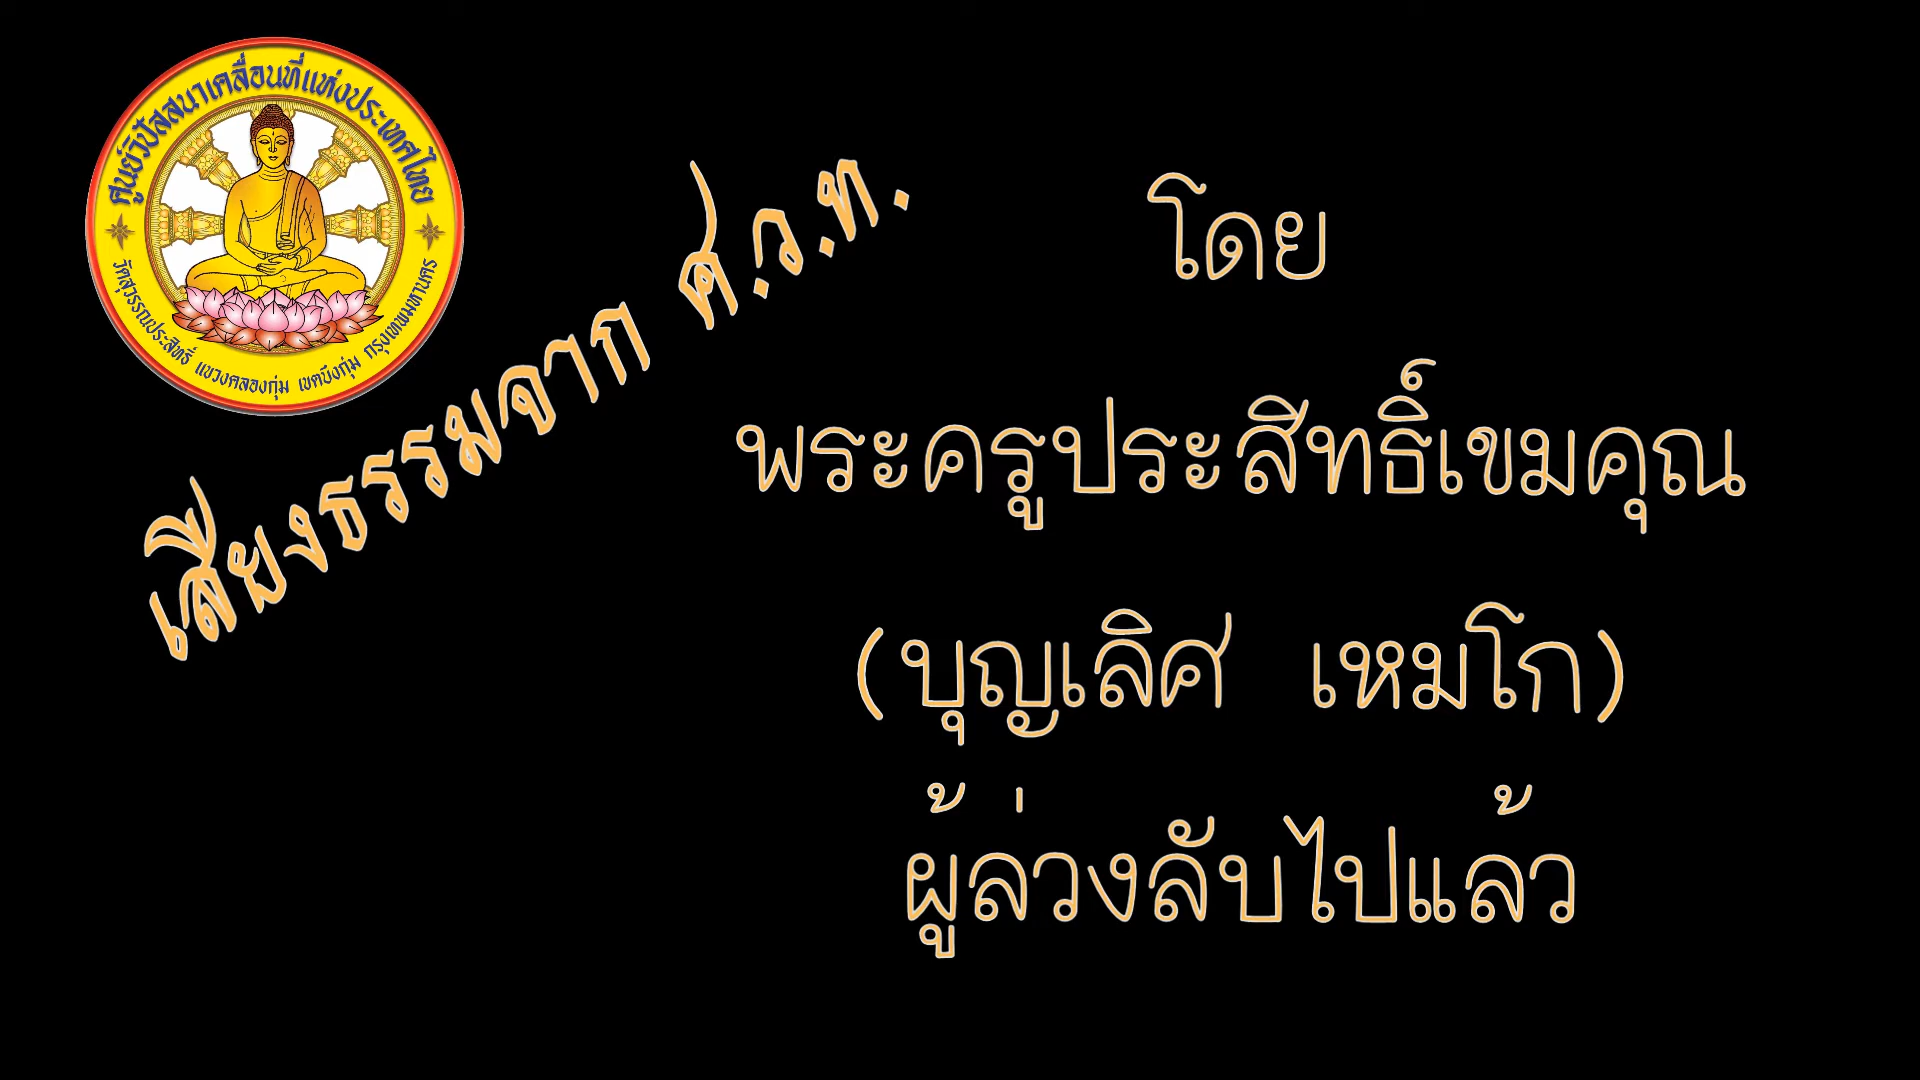 ศูนย์วิปัสสนาเคลื่อนที่แห่งประเทศไทย
วัดสุวรรณประสิทธิ์ แขวงคลองกุ่ม เขตบึงกุ่ม กรุงเทพมหานคร
เสียงธรรมจาก ศ.ว.ท.
โดย
พระครูประสิทธิ์เขมคุณ
(บุญเลิศ เหมโก)
ผู้ล่วงลับไปแล้ว